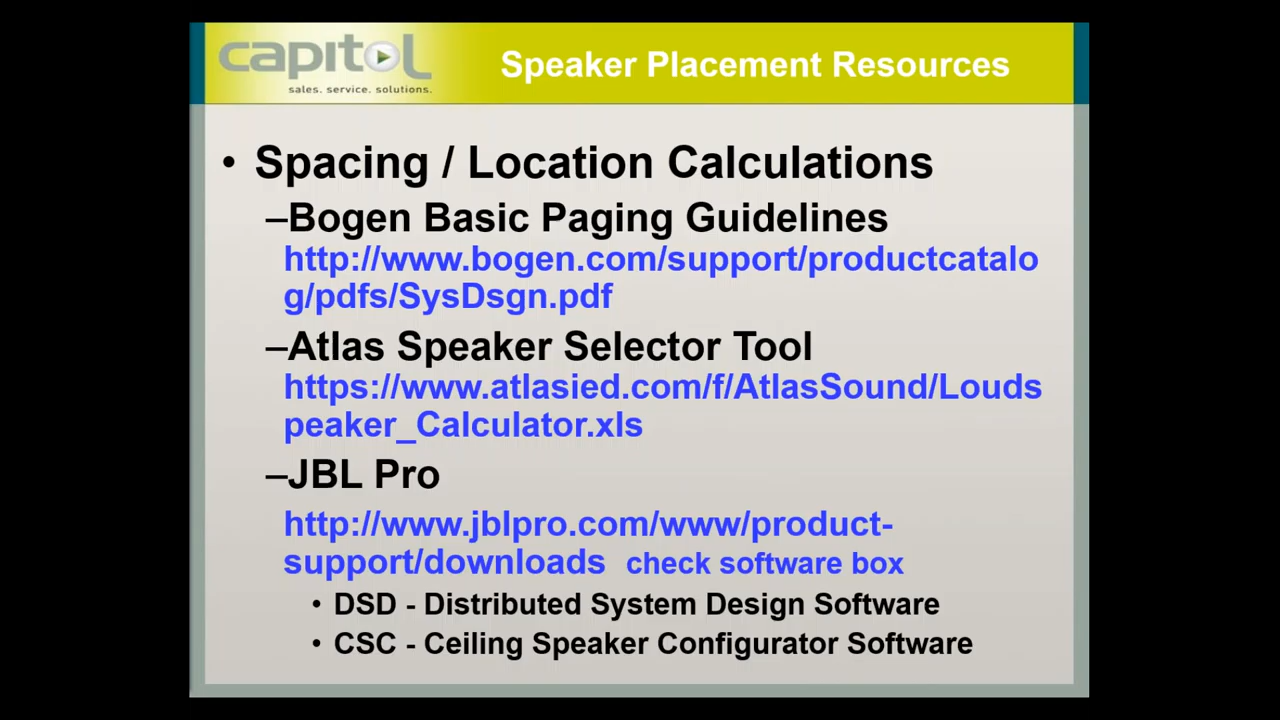 capitol
sales. service. solutions.
Speaker Placement Resources
• Spacing / Location Calculations
–Bogen Basic Paging Guidelines
http://www.bogen.com/support/productcatalo
g/pdfs/SysDsgn.pdf
–Atlas Speaker Selector Tool
https://www.atlasied.com/f/AtlasSound/Louds
peaker_Calculator.xls
–JBL Pro
http://www.jblpro.com/www/product-
support/downloads check software box
• DSD - Distributed System Design Software
• CSC - Ceiling Speaker Configurator Software